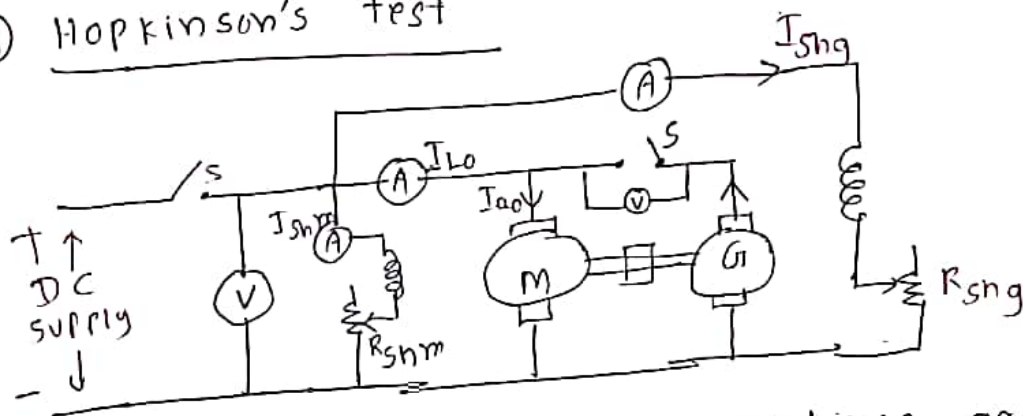 ) Hopkinson's test
Ishg
A
S
A
ILo
S
Iao
V
Ishm
A
+
DC
supply
-
V
M
G
Rshg
Rshm